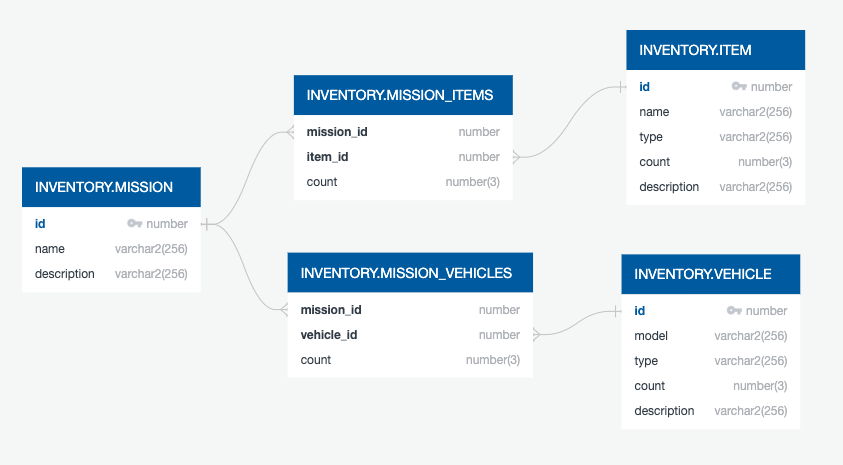 INVENTORY.MISSION
id number
name varchar2(256)
description varchar2(256)
INVENTORY.MISSION_ITEMS
mission_id number
item_id number
count number(3)
INVENTORY.MISSION_VEHICLES
mission_id number
vehicle_id number
count number(3)
INVENTORY.ITEM
id number
name varchar2(256)
type varchar2(256)
count number(3)
description varchar2(256)
INVENTORY.VEHICLE
id number
model varchar2(256)
type varchar2(256)
count number(3)
description varchar2(256)